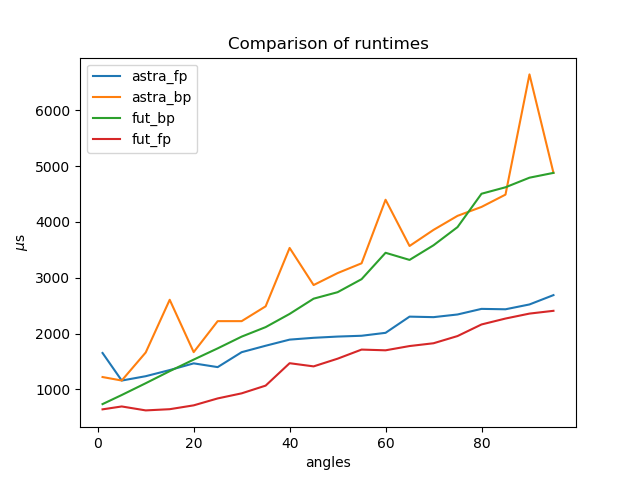 Comparison of runtimes
astra_fp
astra_bp
fut_bp
fut_fp
6000
5000
4000
3000
2000
1000
μs
0 20 40 60 80
angles